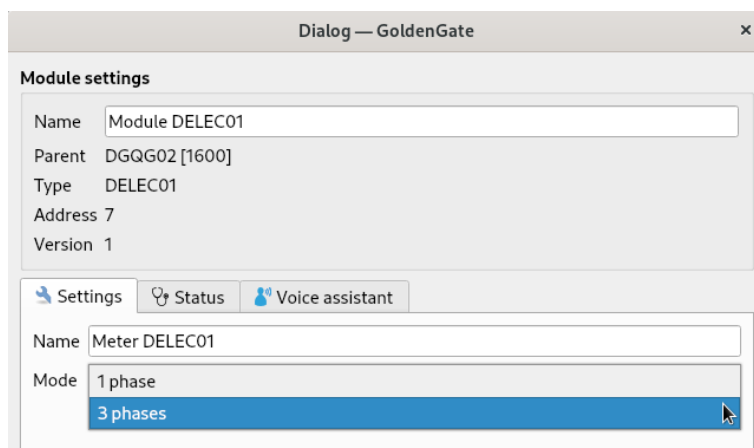 Dialog — GoldenGate ×
Module settings
Name Module DELEC01
Parent DGQG02 [1600]
Type DELEC01
Address 7
Version 1
Settings Status Voice assistant
Name Meter DELEC01
Mode 1 phase
3 phases